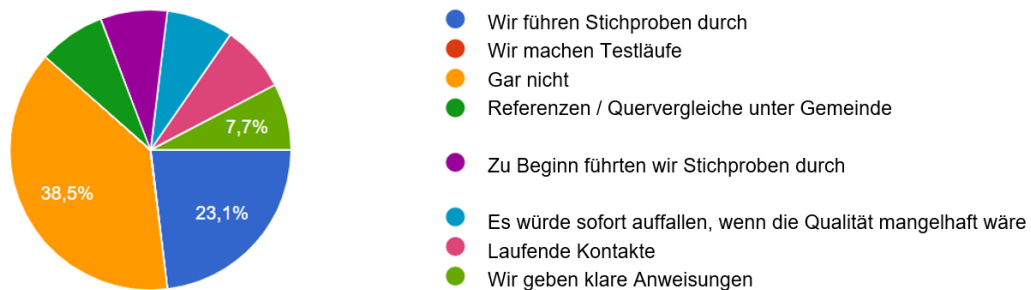 Wir führen Stichproben durch
Wir machen Testläufe
Gar nicht
Referenzen / Quervergleiche unter Gemeinde
Zu Beginn führten wir Stichproben durch
Es würde sofort auffallen, wenn die Qualität mangelhaft wäre
Laufende Kontakte
Wir geben klare Anweisungen
7,7%
38,5%
23,1%